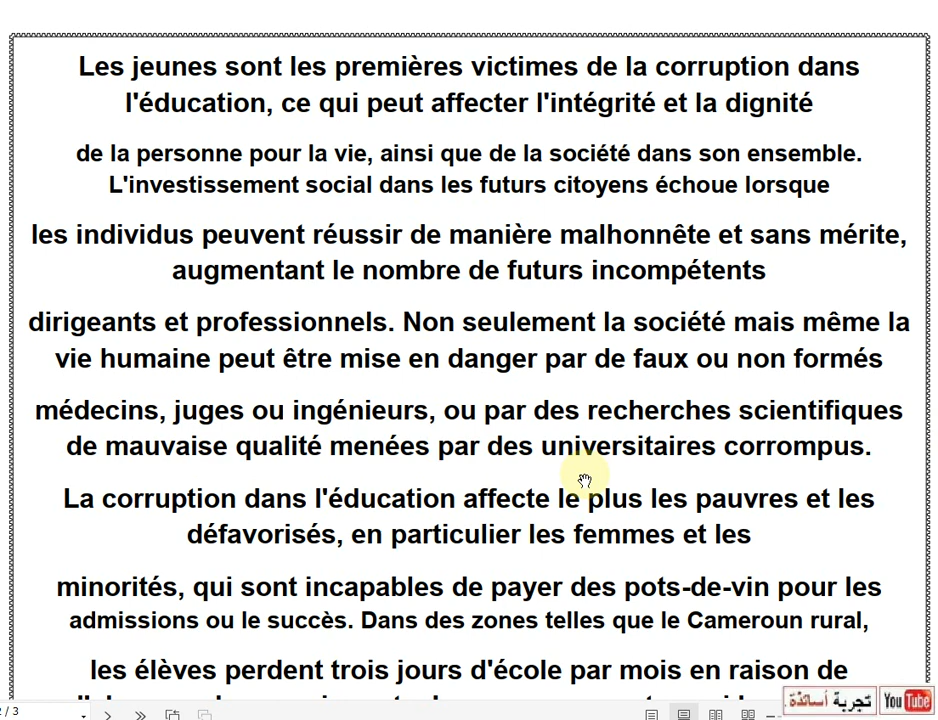 Les jeunes sont les premières victimes de la corruption dans
l'éducation, ce qui peut affecter l'intégrité et la dignité
de la personne pour la vie, ainsi que de la société dans son ensemble.
L'investissement social dans les futurs citoyens échoue lorsque
les individus peuvent réussir de manière malhonnête et sans mérite,
augmentant le nombre de futurs incompétents
dirigeants et professionnels. Non seulement la société mais même la
vie humaine peut être mise en danger par de faux ou non formés
médecins, juges ou ingénieurs, ou par des recherches scientifiques
de mauvaise qualité menées par des universitaires corrompus.
La corruption dans l'éducation affecte le plus les pauvres et les
défavorisés, en particulier les femmes et les
minorités, qui sont incapables de payer des pots-de-vin pour les
admissions ou le succès. Dans des zones telles que le Cameroun rural,
les élèves perdent trois jours d'école par mois en raison de
2 / 3
تجربة أساتذة
YouTube